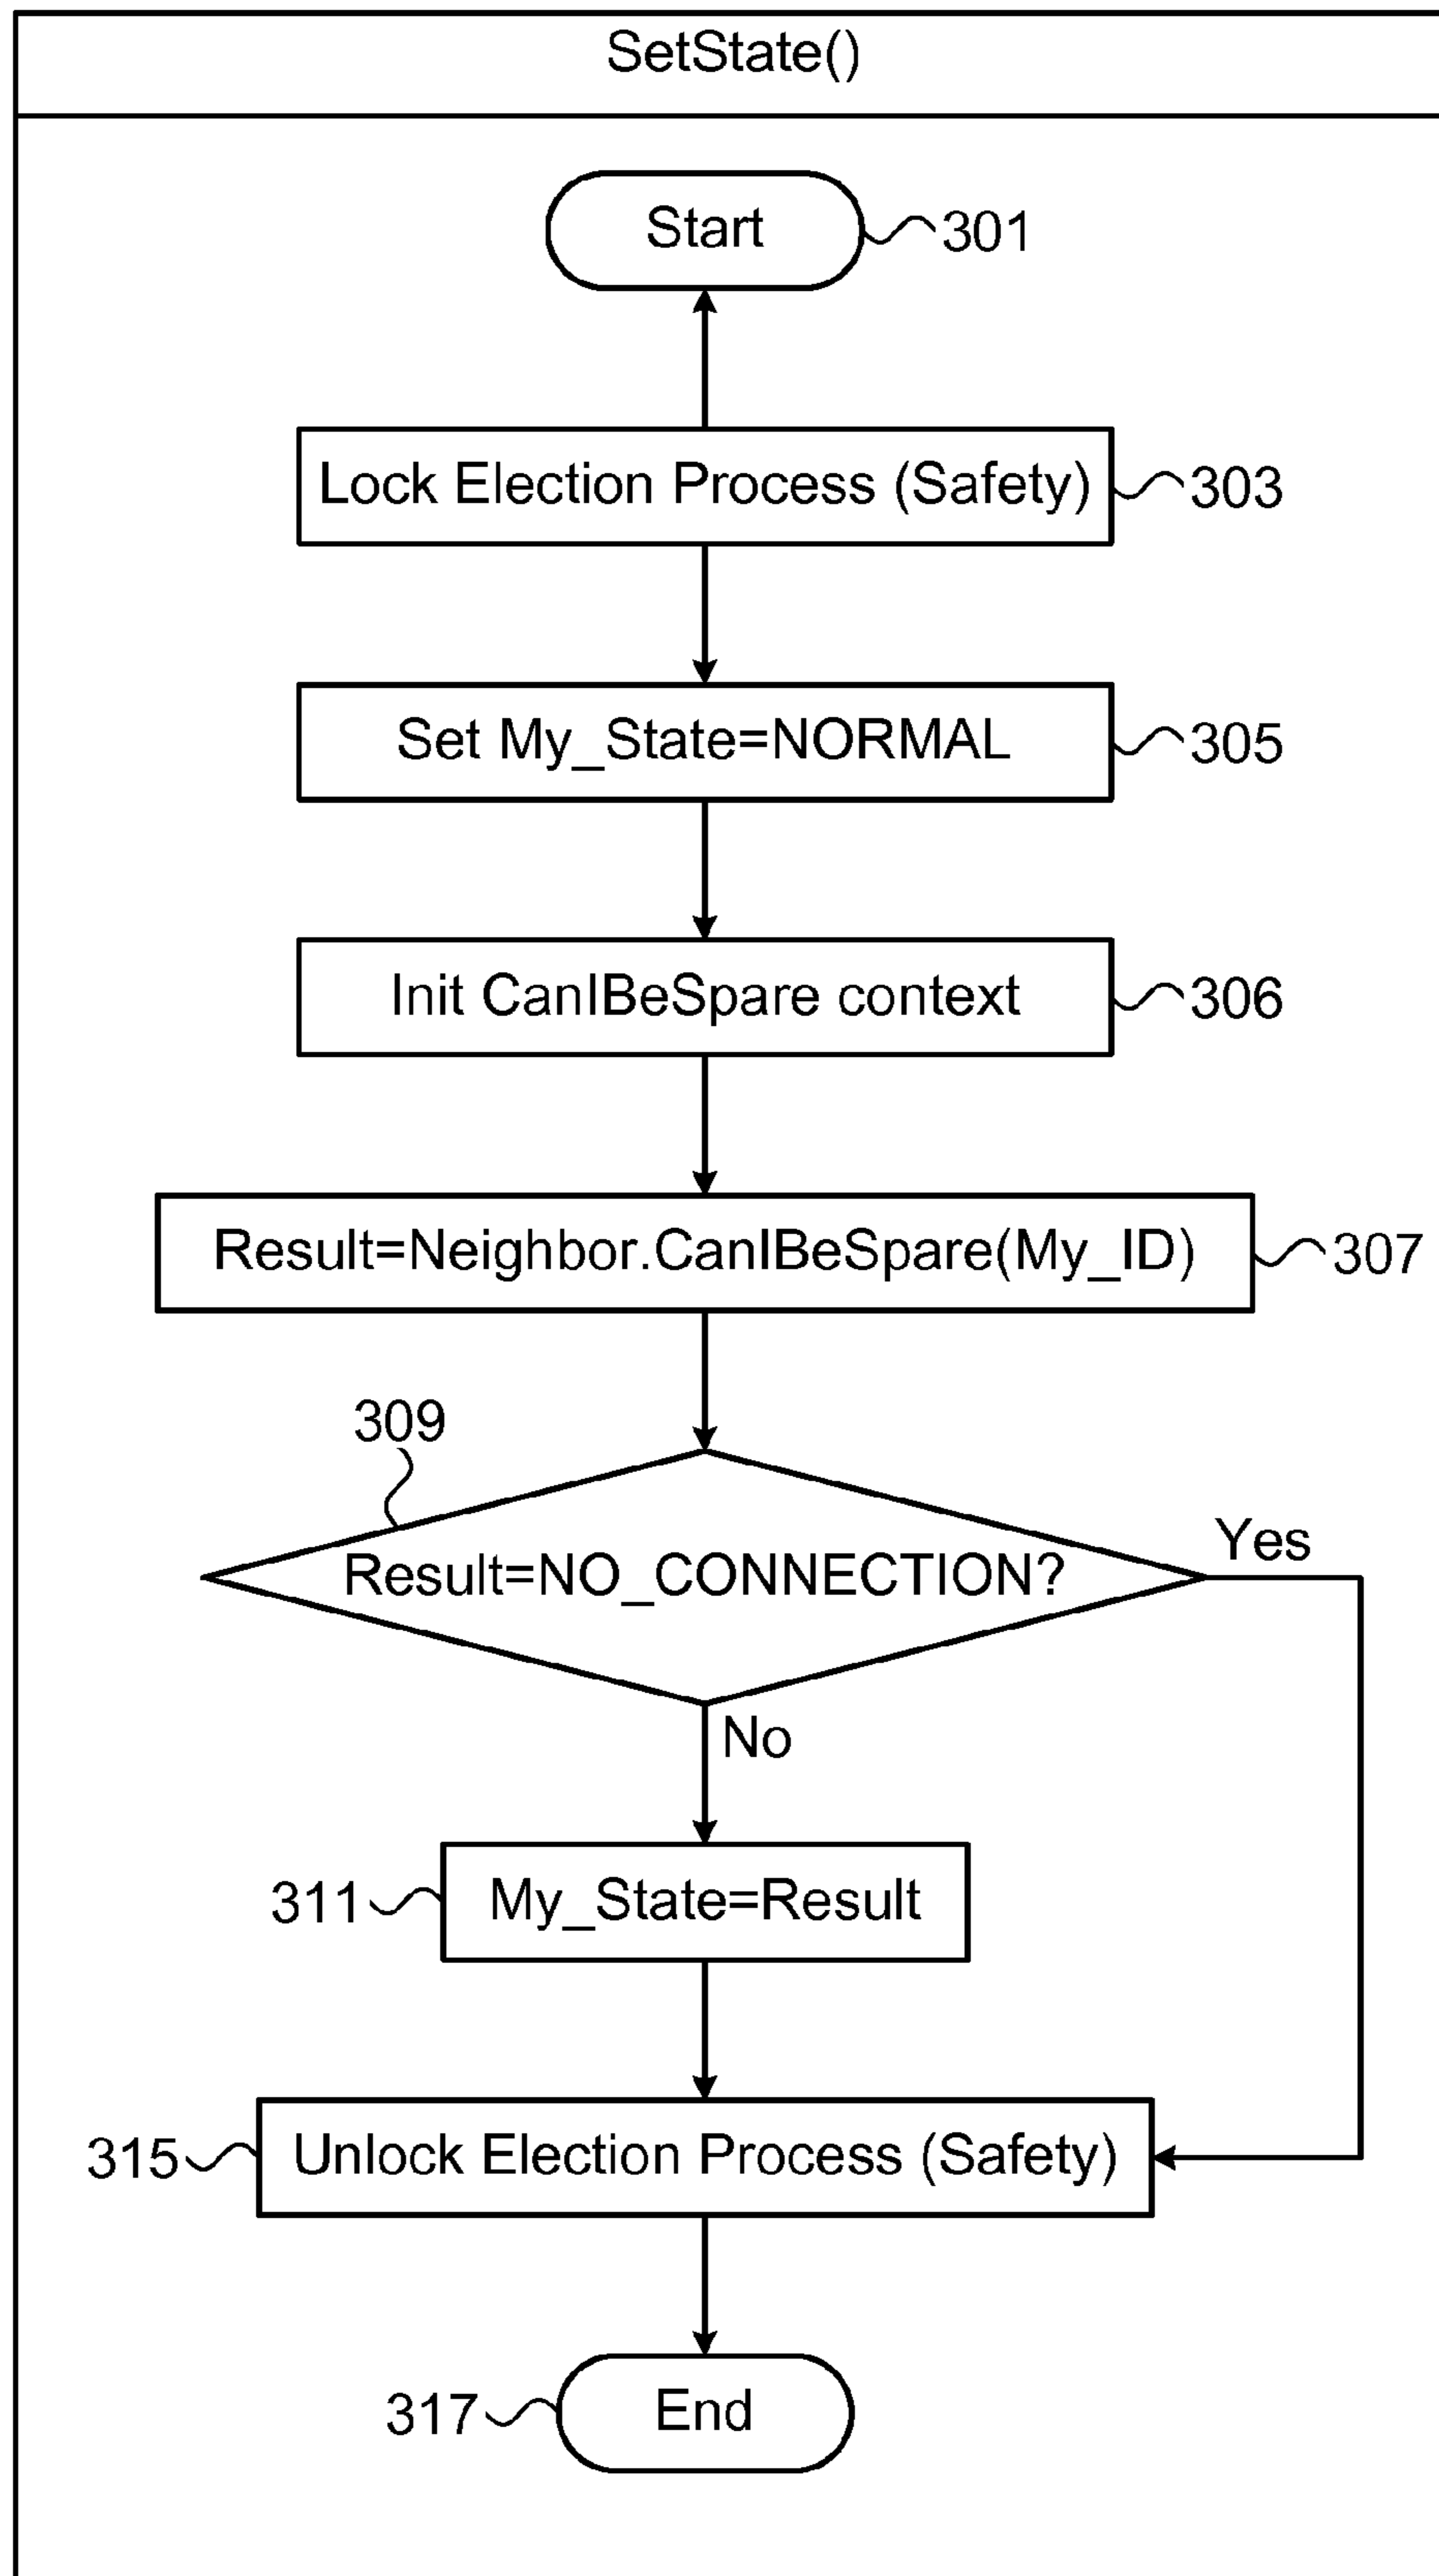 SetState()
Start
301
Lock Election Process (Safety)
303
Set My_State=NORMAL
305
Init CanIBeSpare context
306
Result=Neighbor.CanIBeSpare(My_ID)
307
309
Result=NO_CONNECTION?
Yes
No
311
My_State=Result
315
Unlock Election Process (Safety)
317
End